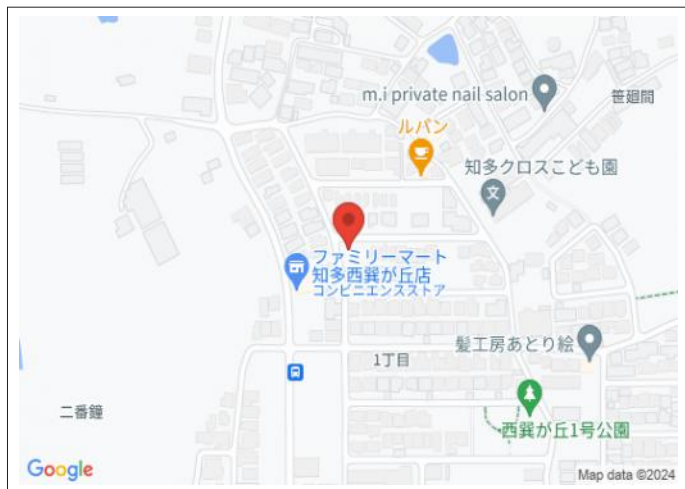 m.i private nail salon
笹廻間
ルパン
知多クロスこども園
文
ファミリーマート
知多西巽が丘店
コンビニエンスストア
髪工房あとり絵
1丁目
二番鐘
西巽が丘1号公園
Google
Map data ©2024